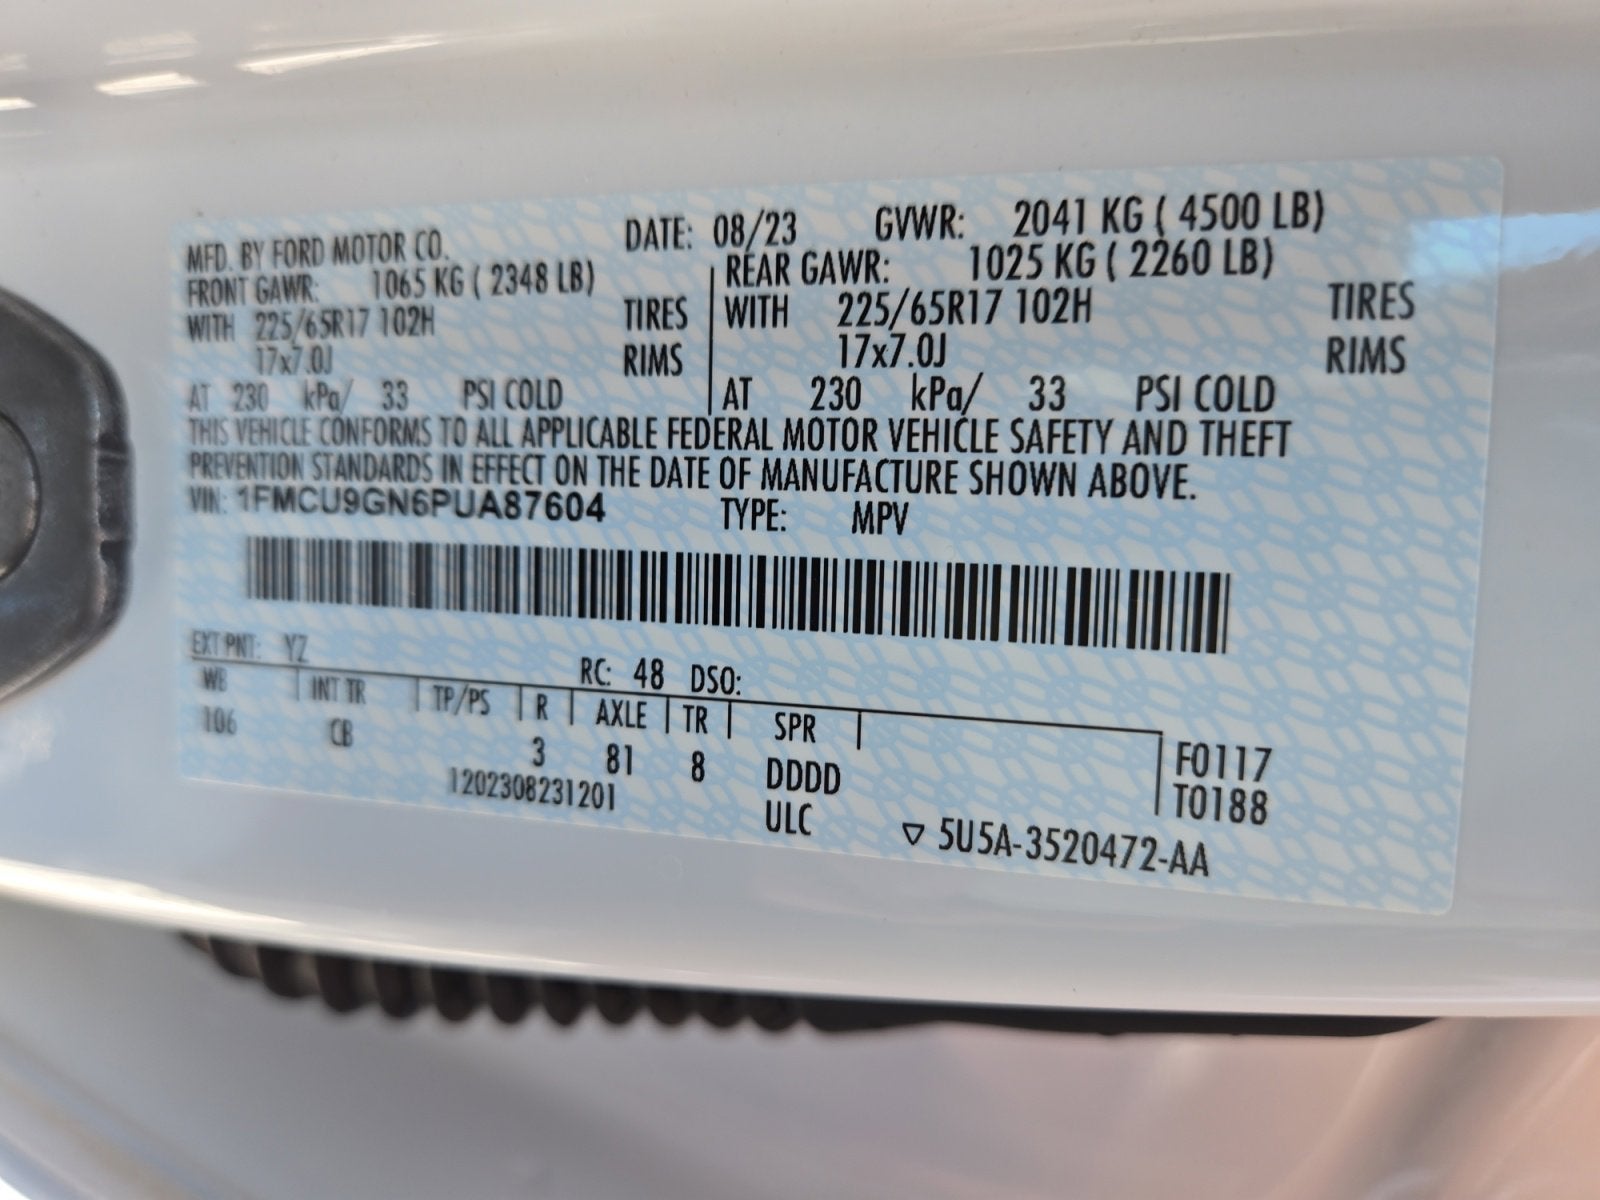 MFD. BY FORD MOTOR CO. DATE: 08/23 GVWR: 2041 KG ( 4500 LB)
FRONT GAWR: 1065 KG ( 2348 LB) REAR GAWR: 1025 KG ( 2260 LB)
WITH 225/65R17 102H TIRES WITH 225/65R17 102H TIRES
17x7.0J RIMS 17x7.0J RIMS
AT 230 kPa/ 33 PSI COLD AT 230 kPa/ 33 PSI COLD
THIS VEHICLE CONFORMS TO ALL APPLICABLE FEDERAL MOTOR VEHICLE SAFETY AND THEFT
PREVENTION STANDARDS IN EFFECT ON THE DATE OF MANUFACTURE SHOWN ABOVE.
VIN: 1FMCU9GN6PUA87604 TYPE: MPV
EXT PNT: YZ RC: 48 DSO:
WB INT TR TP/PS R AXLE TR SPR
106 CB 3 81 8 DDDD F0117
1202308231201 ULC T0188
▽ 5U5A-3520472-AA